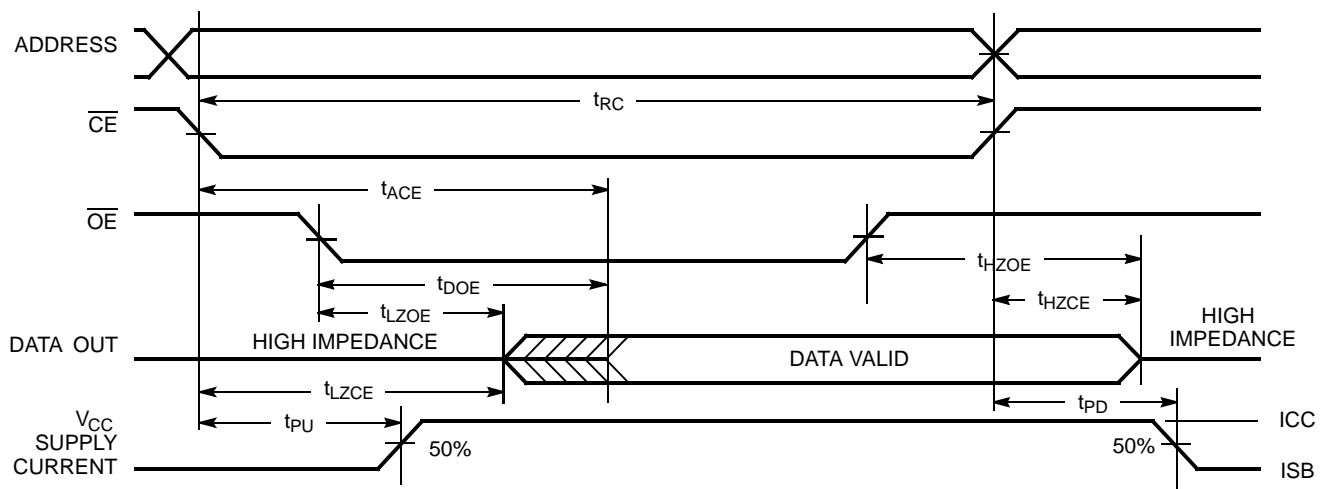 ADDRESS
tRC
CE
tACE
OE
tHZOE
tDOE
tLZOE
tHZCE
HIGH
IMPEDANCE
DATA OUT
HIGH IMPEDANCE
DATA VALID
tLZCE
tPD
VCC
SUPPLY
CURRENT
tPU
50%
50%
ICC
ISB